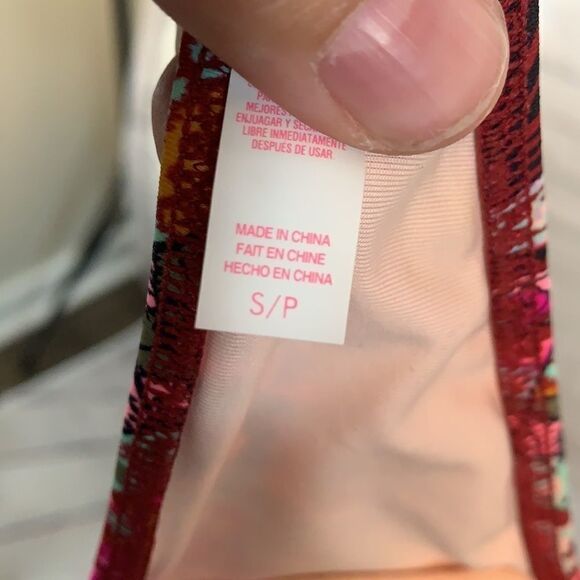 MEJORES
ENJUAGAR Y
LIBRE INMEDIATAMENTE
DESPUES DE USAR
MADE IN CHINA
FAIT EN CHINE
HECHO EN CHINA
S/P